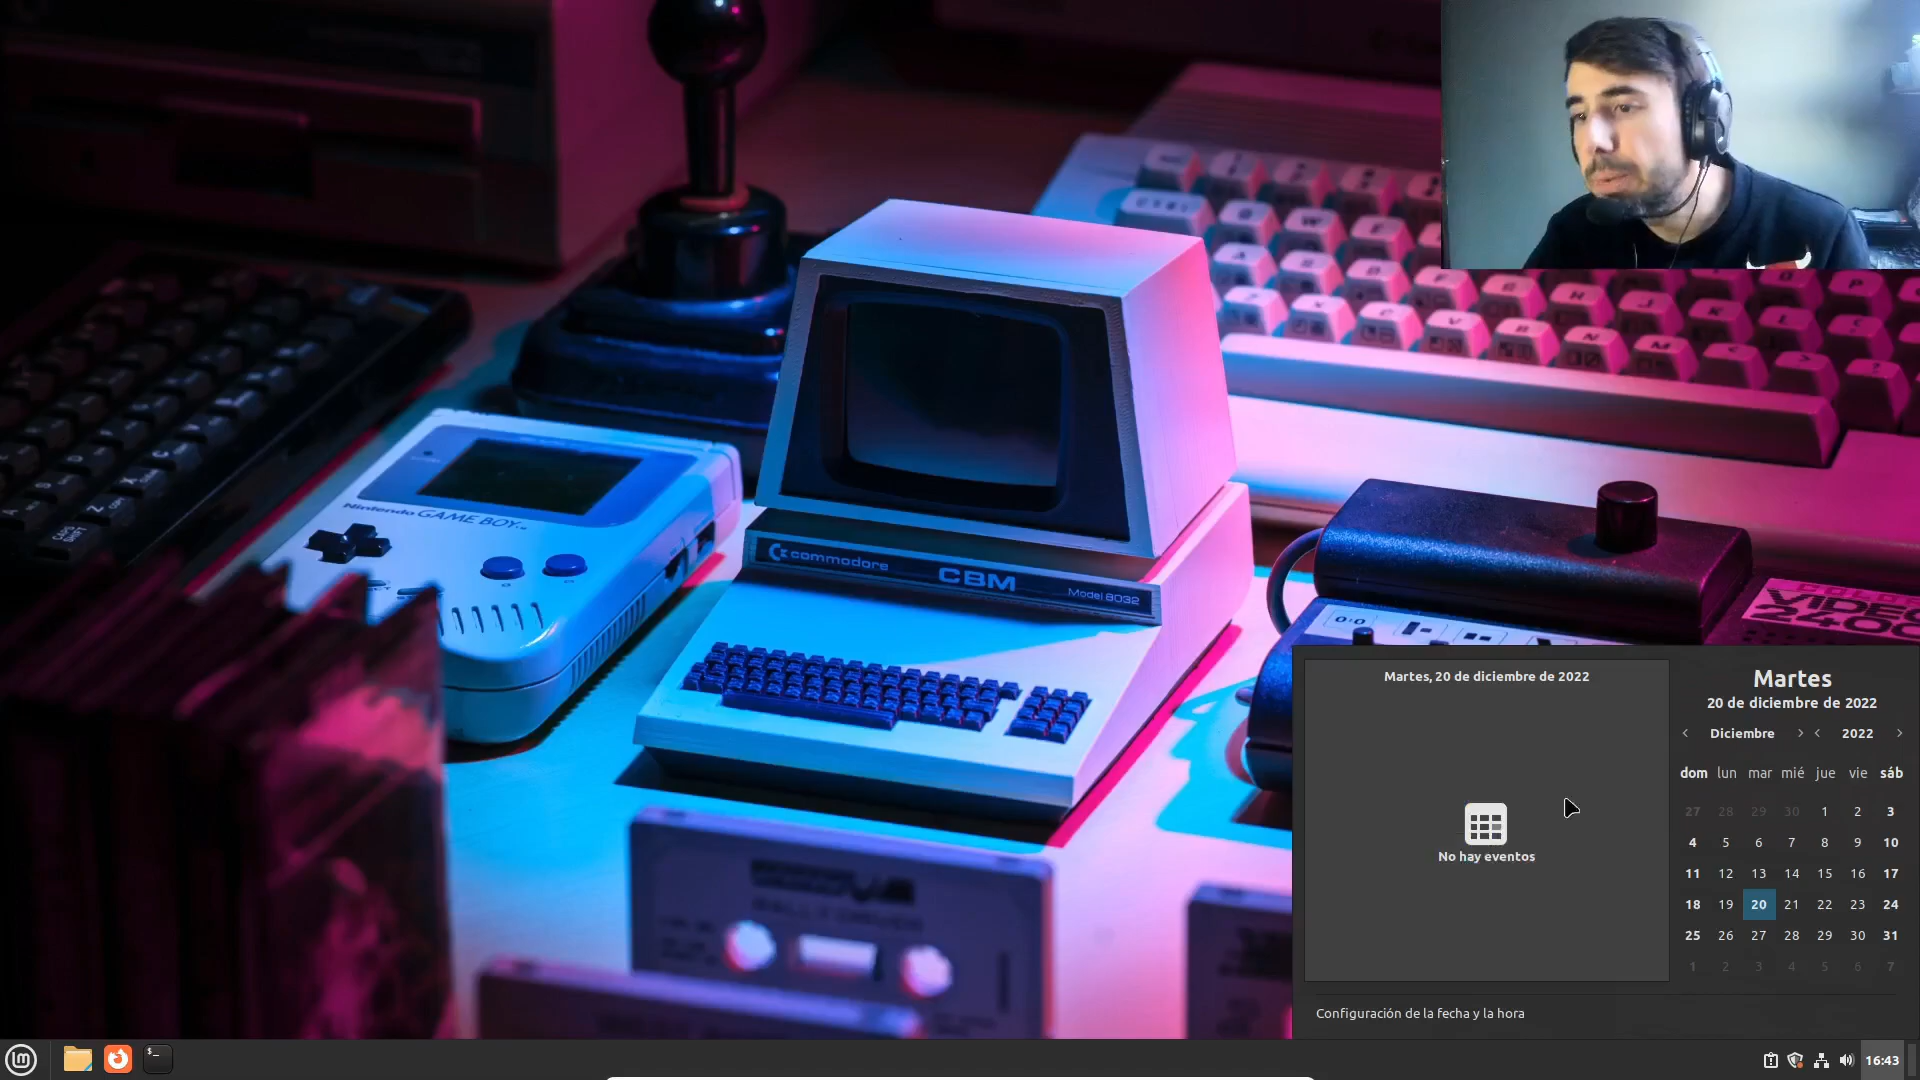 Nintendo GAME BOY
commodore
CBM
Model 8032
CAPS
SHIFT
VIDEO
2400
Martes, 20 de diciembre de 2022
No hay eventos
Martes
20 de diciembre de 2022
Diciembre
2022
dom lun mar mié jue vie sáb
27 28 29 30 1 2 3
4 5 6 7 8 9 10
11 12 13 14 15 16 17
18 19 20 21 22 23 24
25 26 27 28 29 30 31
1 2 3 4 5 6 7
Configuración de la fecha y la hora
16:43